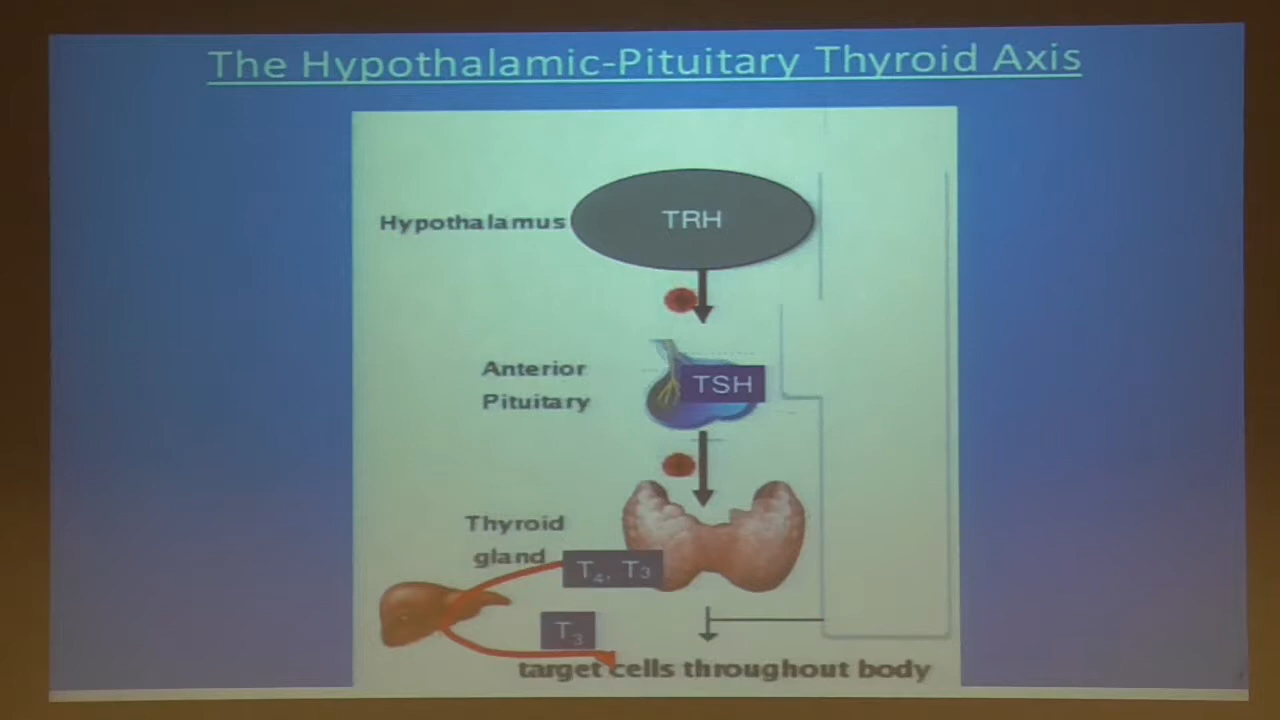 The Hypothalamic-Pituitary Thyroid Axis
Hypothalamus
TRH
Anterior
Pituitary
TSH
Thyroid
gland
T₄, T₃
T₃
target cells throughout body